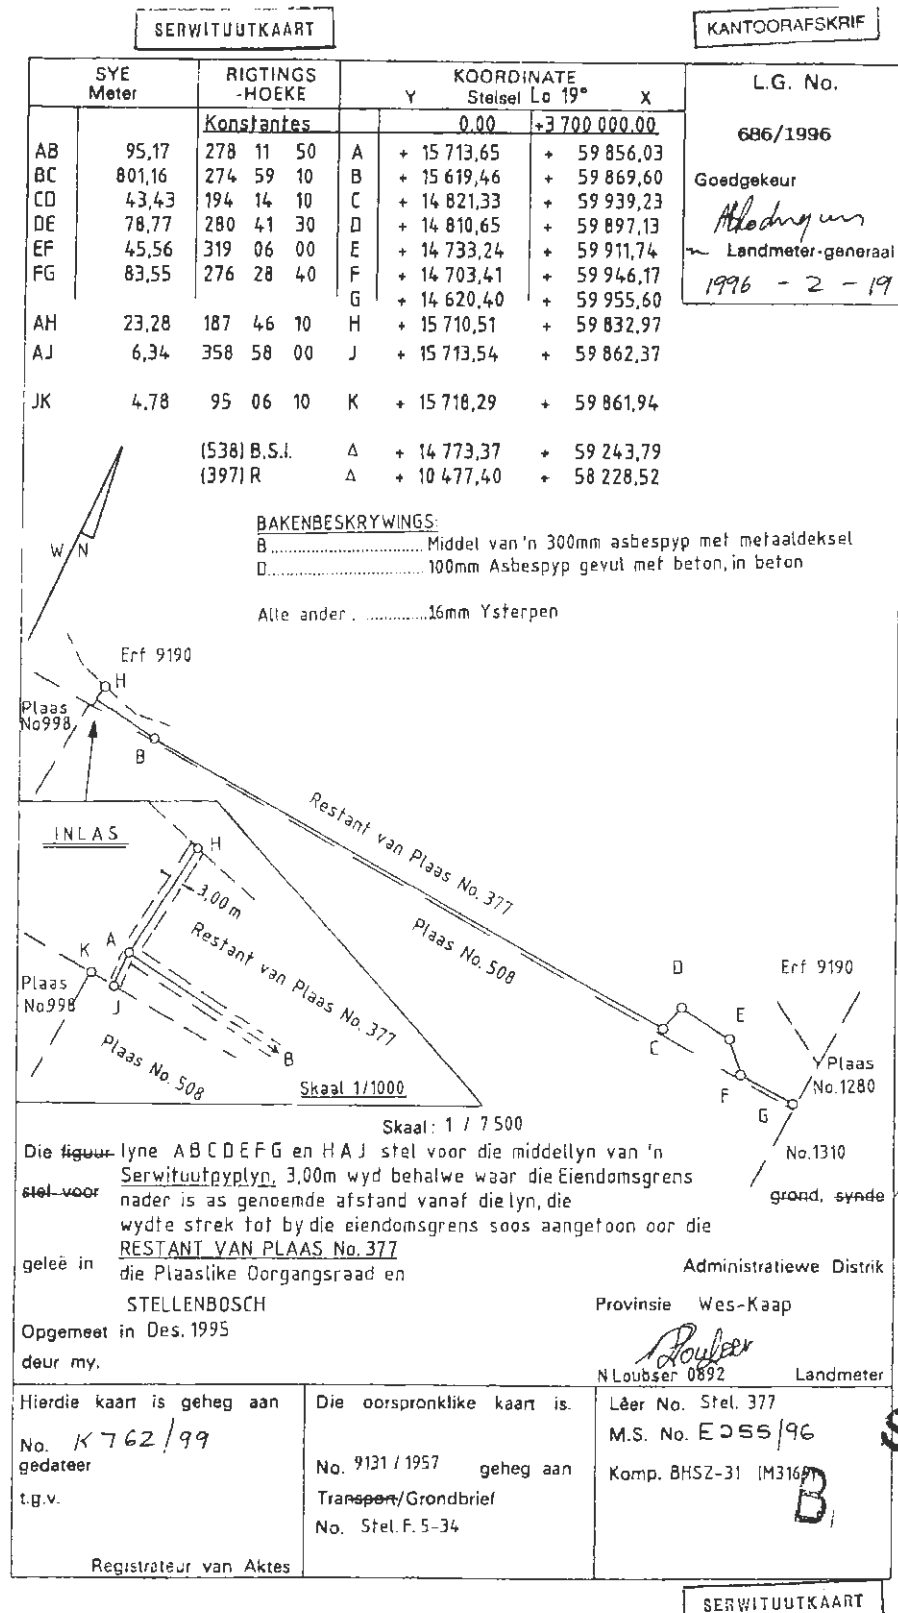 SERWITUUTKAART
KANTOORAFSKRIF
SYE Meter
RIGTINGS-HOEKE
KOORDINATE
Y Stelsel Lo 19° X
L.G. No.
686/1996
Goedgekeur
Landmeter-generaal
1996 - 2 - 19
Konstantes 0.00 +3 700 000.00
AB 95,17 278 11 50 A + 15 713,65 + 59 856,03
BC 801,16 274 59 10 B + 15 619,46 + 59 869,60
CD 43,43 194 14 10 C + 14 821,33 + 59 939,23
DE 78,77 280 41 30 D + 14 810,65 + 59 897,13
EF 45,56 319 06 00 E + 14 733,24 + 59 911,74
FG 83,55 276 28 40 F + 14 703,41 + 59 946,17
G + 14 620,40 + 59 955,60
AH 23,28 187 46 10 H + 15 710,51 + 59 832,97
AJ 6,34 358 58 00 J + 15 713,54 + 59 862,37
JK 4.78 95 06 10 K + 15 718,29 + 59 861,94
(538) B.S.I. Δ + 14 773,37 + 59 243,79
(397) R Δ + 10 477,40 + 58 228,52
BAKENBESKRYWINGS:
B .......... Middel van 'n 300mm asbespyp met metaaldeksel
D .......... 100mm Asbespyp gevul met beton, in beton
Alle ander . .......... 16mm Ysterpen
W N
Erf 9190
H
Plaas No998
B
Restant van Plaas No. 377
Plaas No. 508
D
Erf 9190
E
C
Y Plaas No.1280
F
G
No.1310
INLAS
H
3,00m
A
Restant van Plaas No. 377
K
Plaas No998
J
B
Plaas No. 508
Skaal 1/1000
Skaal: 1 / 7500
Die figuur lyne A B C D E F G en H A J stel voor die middellyn van 'n
Serwituutpyplyn, 3,00m wyd behalwe waar die Eiendomsgrens
stel voor nader is as genoemde afstand vanaf die lyn, die grond, synde
wydte strek tot by die eiendomsgrens soos aangetoon oor die
RESTANT VAN PLAAS No. 377
geleë in die Plaaslike Oorgangsraad en Administratiewe Distrik
STELLENBOSCH Provinsie Wes-Kaap
Opgemeet in Des. 1995
deur my,
N Loubser 0892 Landmeter
Hierdie kaart is geheg aan
No. K762/99
gedateer
t.g.v.
Registrateur van Aktes
Die oorspronklike kaart is.
No. 9131 / 1957 geheg aan
Transport/Grondbrief
No. Stel.F. 5-34
Lêer No. Stel. 377
M.S. No. E255/96
Komp. BHSZ-31
B
S
SERWITUUTKAART